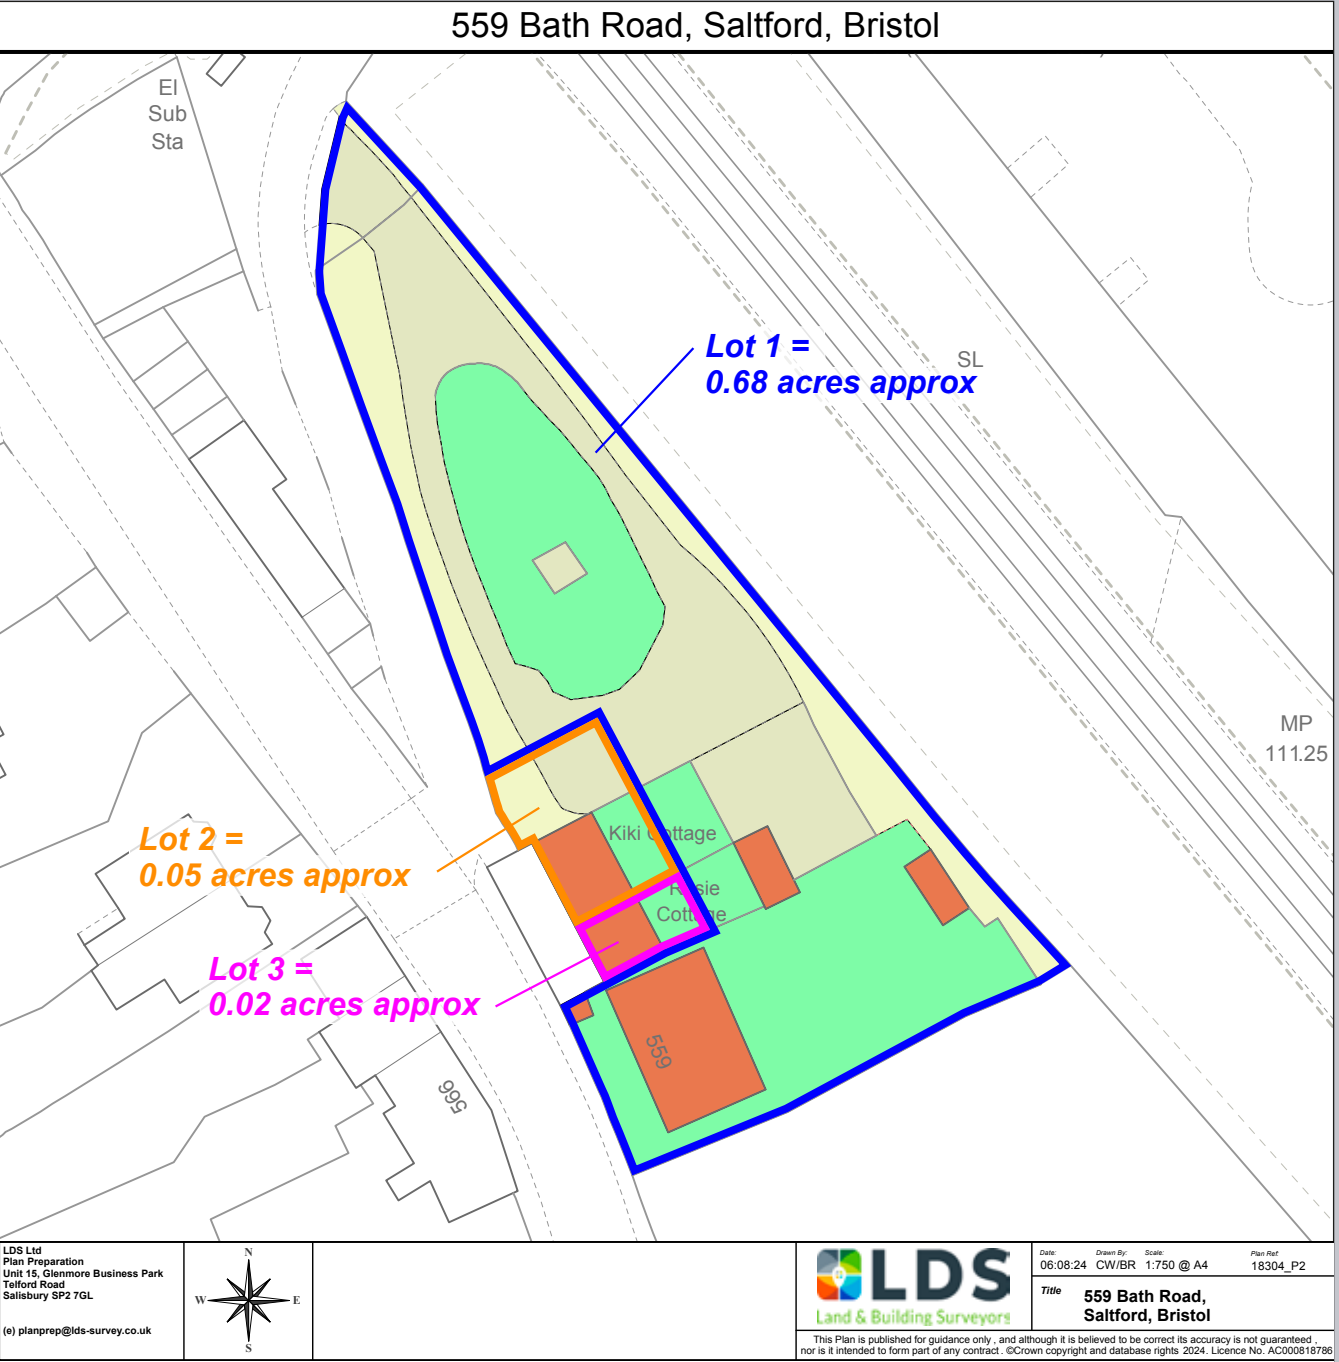 559 Bath Road, Saltford, Bristol
El
Sub
Sta
Lot 1 =
0.68 acres approx
SL
MP
111.25
Kiki Cottage
Lot 2 =
0.05 acres approx
Rosie
Cottage
Lot 3 =
0.02 acres approx
559
566
LDS Ltd
Plan Preparation
Unit 15, Glenmore Business Park
Telford Road
Salisbury SP2 7GL
(e) planprep@lds-survey.co.uk
N
W
E
S
LDS
Land & Building Surveyors
Date: Drawn By: Scale: Plan Ref:
06:08:24 CW/BR 1:750 @ A4 18304_P2
Title 559 Bath Road,
Saltford, Bristol
This Plan is published for guidance only , and although it is believed to be correct its accuracy is not guaranteed ,
nor is it intended to form part of any contract . ©Crown copyright and database rights 2024. Licence No. AC000818786